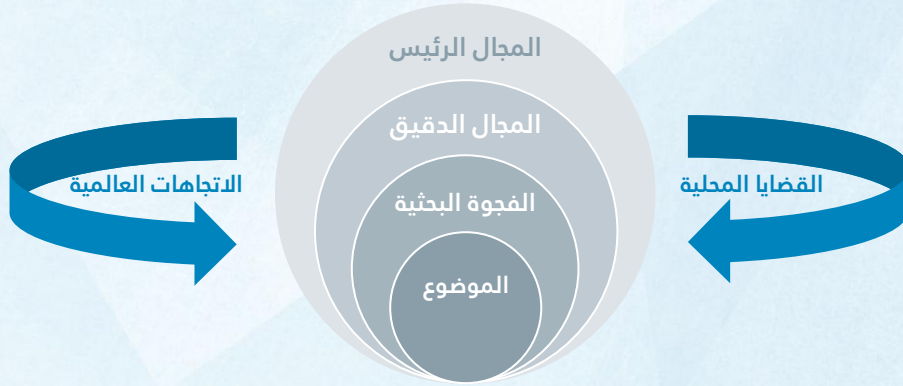 المجال الرئيس
المجال الدقيق
القضايا المحلية
الاتجاهات العالمية
الفجوة البحثية
الموضوع